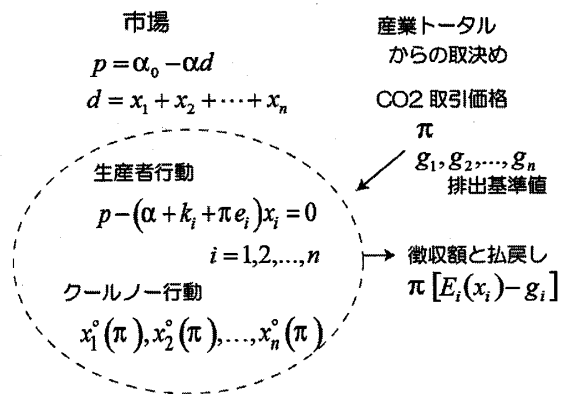 市場
p = α₀ − αd
d = x₁ + x₂ + ⋯ + xₙ
生産者行動
p − (α + kᵢ + π eᵢ) xᵢ = 0
i = 1,2,...,n
クールノー行動
x₁°(π), x₂°(π), ..., xₙ°(π)
産業トータル
からの取決め
CO2 取引価格
π
g₁, g₂, ..., gₙ
排出基準値
徴収額と払戻し
π [Eᵢ(xᵢ) − gᵢ]